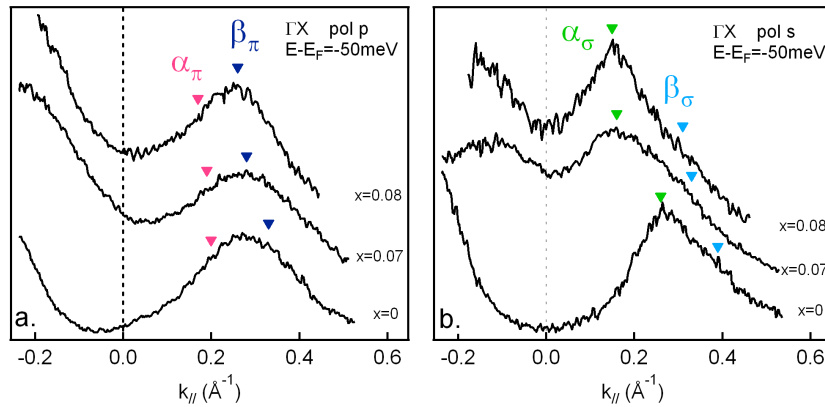 ΓX pol p
E-E_F=-50meV
α_π
β_π
x=0.08
x=0.07
x=0
a.
-0.2 0.0 0.2 0.4 0.6
k_// (Å⁻¹)
ΓX pol s
E-E_F=-50meV
α_σ
β_σ
x=0.08
x=0.07
x=0
b.
-0.2 0.0 0.2 0.4 0.6
k_// (Å⁻¹)